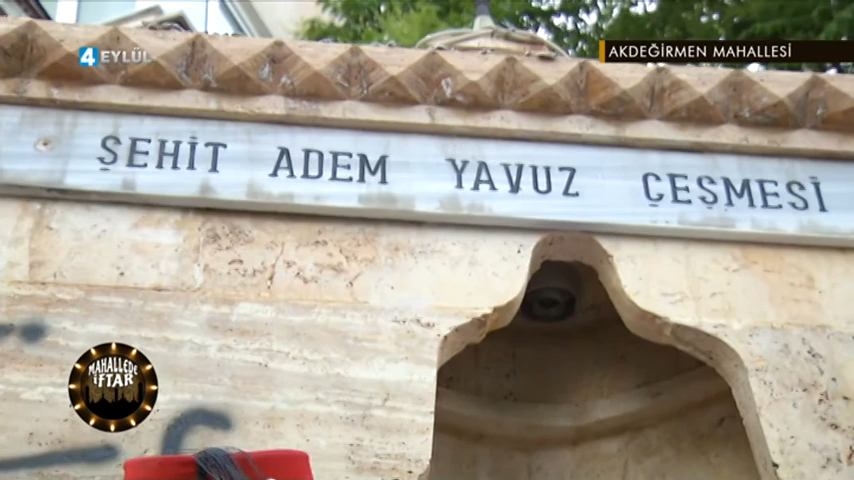 4 EYLÜL
AKDEĞİRMEN MAHALLESİ
ŞEHİT ADEM YAVUZ ÇEŞMESİ
MAHALLEDE
İFTAR